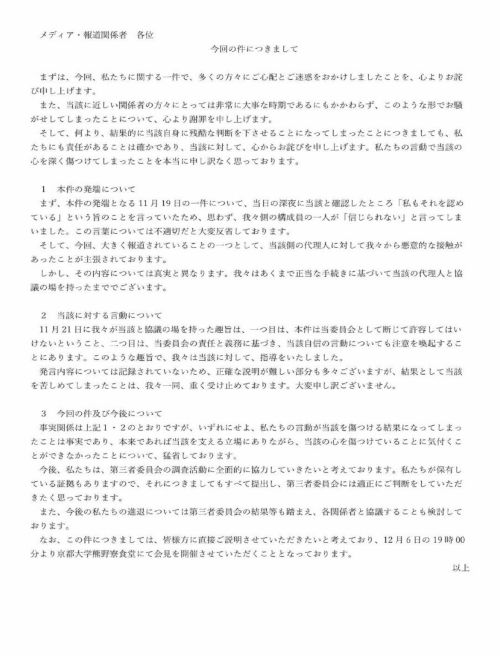 メディア・報道関係者　各位
今回の件につきまして
まずは、今回、私たちに関する一件で、多くの方々にご心配とご迷惑をおかけしましたことを、心よりお詫
び申し上げます。
また、当該に近しい関係者の方々にとっては非常に大事な時期であるにもかかわらず、このような形でお騒
がせしてしまったことについて、心より謝罪を申し上げます。
そして、何より、結果的に当該自身に残酷な判断を下させることになってしまったことにつきましても、私
たちにも責任があることは確かであり、当該に対して、心からお詫びを申し上げます。私たちの言動で当該の
心を深く傷つけてしまったことを本当に申し訳なく思っております。
1　本件の発端について
まず、本件の発端となる 11 月 19 日の一件について、当日の深夜に当該と確認したところ「私もそれを認め
ている」という旨のことを言っていたため、思わず、我々側の構成員の一人が「信じられない」と言ってしま
いました。この言葉については不適切だと大変反省しております。
そして、今回、大きく報道されていることの一つとして、当該側の代理人に対して我々から悪意的な接触が
あったことが主張されております。
しかし、その内容については真実と異なります。我々はあくまで正当な手続きに基づいて当該の代理人と協
議の場を持ったまででございます。
2　当該に対する言動について
11 月 21 日に我々が当該と協議の場を持った趣旨は、一つ目は、本件は当委員会として断じて許容してはい
けないということ、二つ目は、当委員会の責任と義務に基づき、当該自信の言動についても注意を喚起するこ
とにあります。このような趣旨で、我々は当該に対して、指導をいたしました。
発言内容については記録されていないため、正確な説明が難しい部分も多々ございますが、結果として当該
を苦しめてしまったことは、我々一同、重く受け止めております。大変申し訳ございません。
3　今回の件及び今後について
事実関係は上記 1・2 のとおりですが、いずれにせよ、私たちの言動が当該を傷つける結果になってしまっ
たことは事実であり、本来であれば当該を支える立場にありながら、当該の心を傷つけていることに気付くこ
とができなかったことについて、猛省しております。
今後、私たちは、第三者委員会の調査活動に全面的に協力していきたいと考えております。私たちが保有し
ている証拠もありますので、それにつきましてもすべて提出し、第三者委員会には適正にご判断をしていただ
きたく思っております。
また、今後の私たちの進退については第三者委員会の結果等も踏まえ、各関係者と協議することも検討して
おります。
なお、この件につきましては、皆様方に直接ご説明させていただきたいと考えており、12 月 6 日の 19 時 00
分より京都大学熊野寮食堂にて会見を開催させていただくこととなっております。
以上